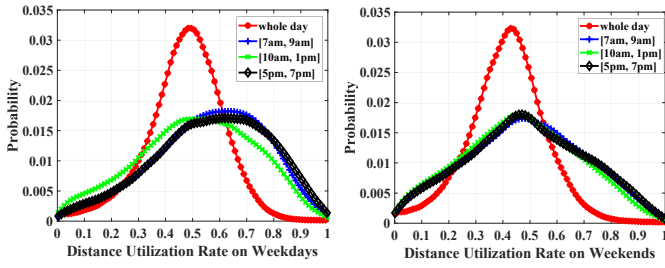 0.035
0.03
0.025
0.02
0.015
0.01
0.005
0
Probability
whole day
[7am, 9am]
[10am, 1pm]
[5pm, 7pm]
0 0.1 0.2 0.3 0.4 0.5 0.6 0.7 0.8 0.9 1
Distance Utilization Rate on Weekdays
0.035
0.03
0.025
0.02
0.015
0.01
0.005
0
Probability
whole day
[7am, 9am]
[10am, 1pm]
[5pm, 7pm]
0 0.1 0.2 0.3 0.4 0.5 0.6 0.7 0.8 0.9 1
Distance Utilization Rate on Weekends